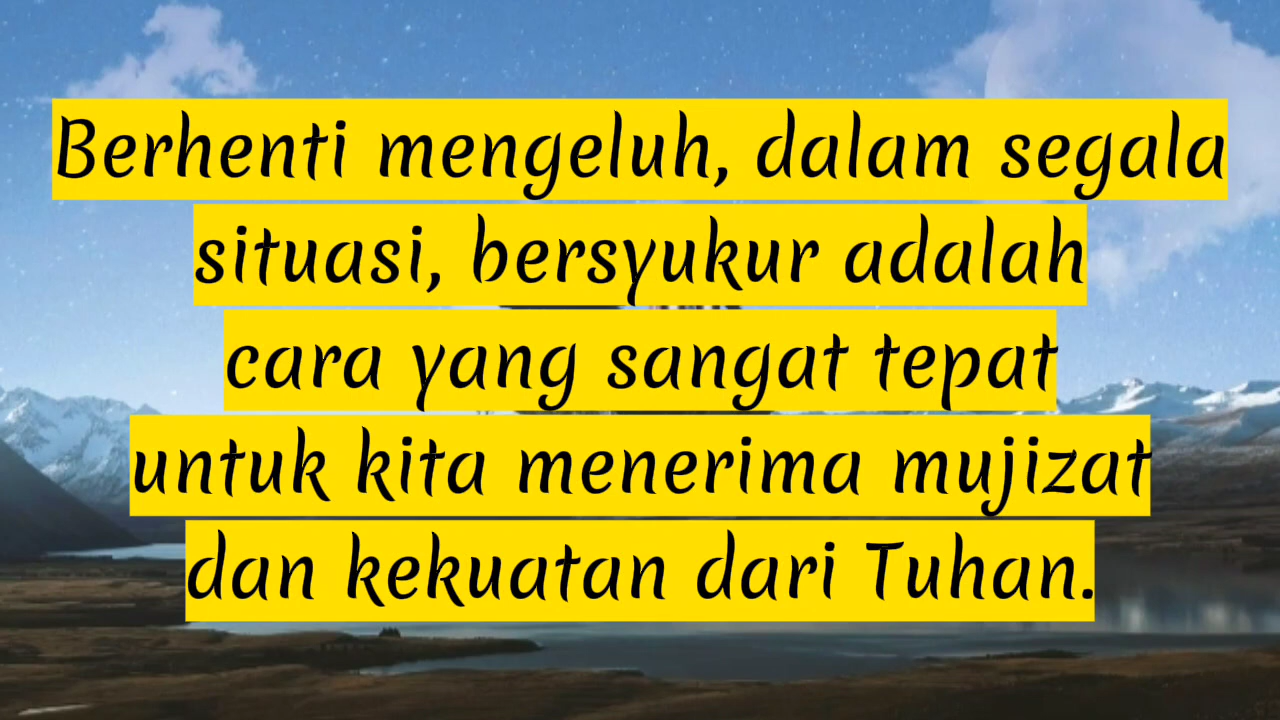 Berhenti mengeluh, dalam segala
situasi, bersyukur adalah
cara yang sangat tepat
untuk kita menerima mujizat
dan kekuatan dari Tuhan.